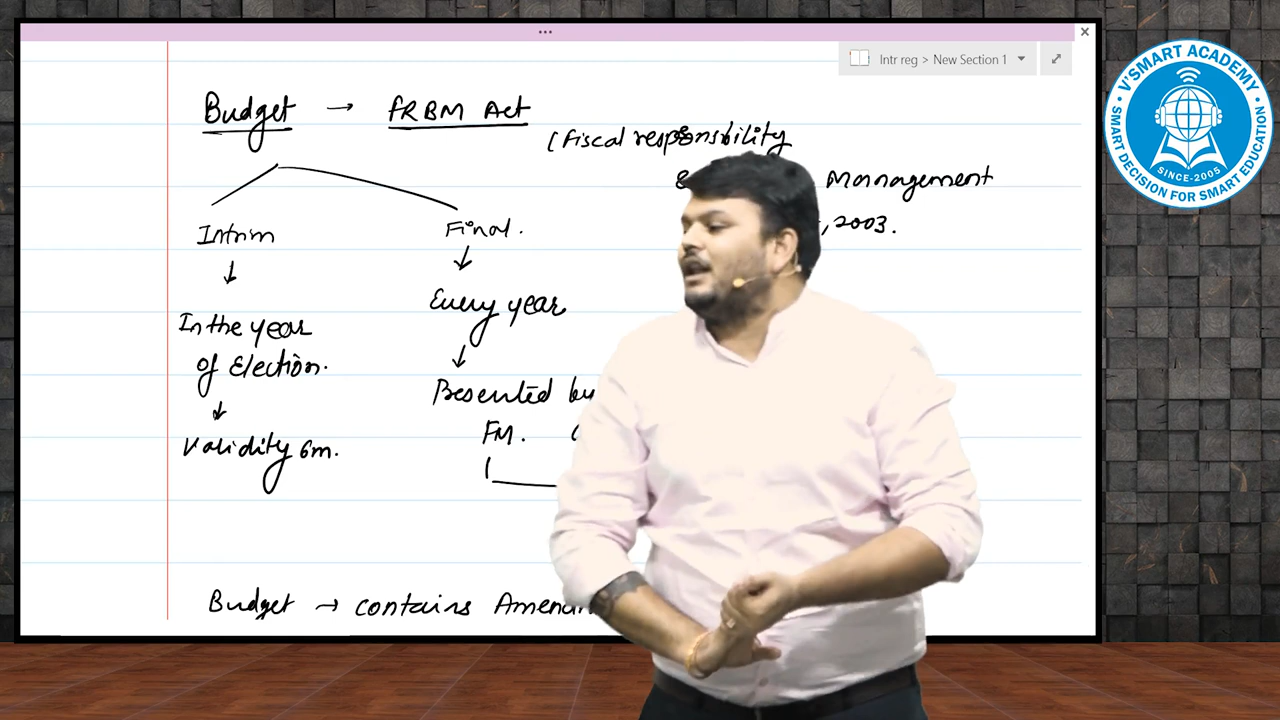 Intr reg > New Section 1
Budget → FRBM Act
(Fiscal responsibility
& Management
, 2003.
Intrim
Final.
In the year
of Election.
Every year
Validity 6m.
Presented by
FM.
Budget → contains
V'SMART ACADEMY
SINCE-2005
SMART DECISION FOR SMART EDUCATION